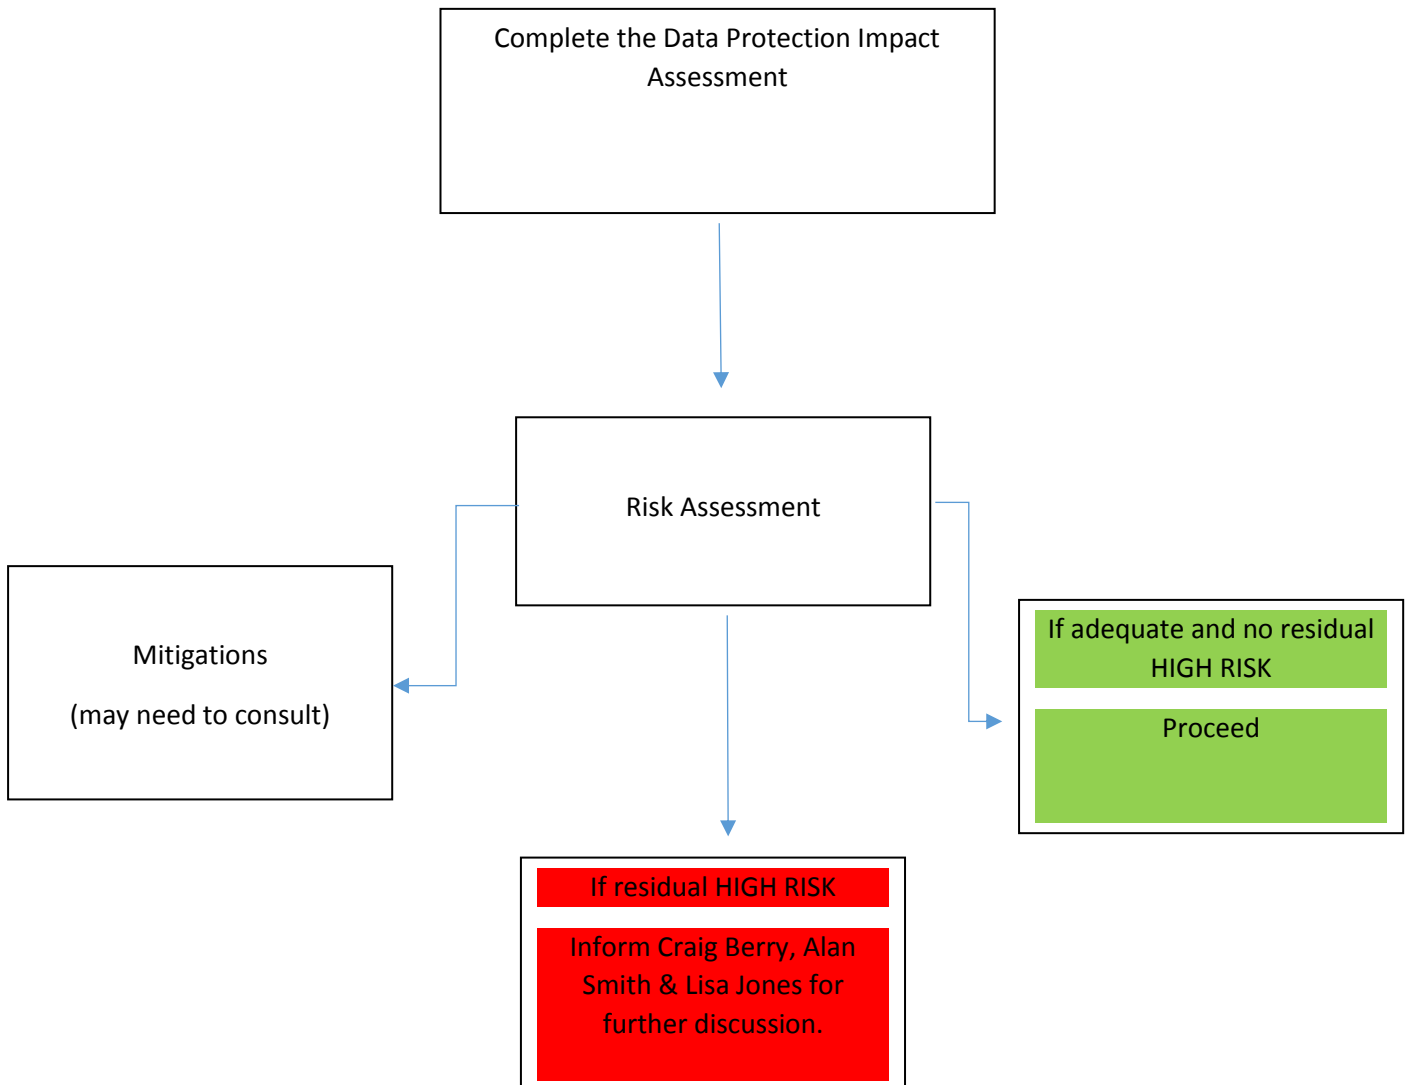 Complete the Data Protection Impact
Assessment
Risk Assessment
Mitigations
(may need to consult)
If adequate and no residual
HIGH RISK
Proceed
If residual HIGH RISK
Inform Craig Berry, Alan
Smith & Lisa Jones for
further discussion.